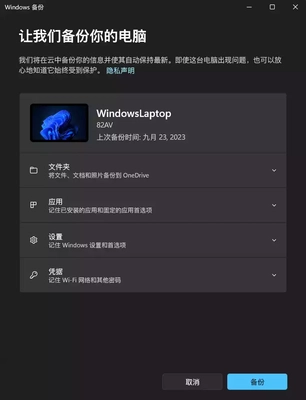 Windows 备份
让我们备份你的电脑
我们将在云中备份你的信息并使其自动保持最新。即使这台电脑出现问题，也可以放
心地知道它始终受到保护。 隐私声明
WindowsLaptop
82AV
上次备份时间: 九月 23, 2023
文件夹
将文件、文档和照片备份到 OneDrive
应用
记住已安装的应用和固定的应用首选项
设置
记住 Windows 设置和首选项
凭据
记住 Wi-Fi 网络和其他密码
取消
备份